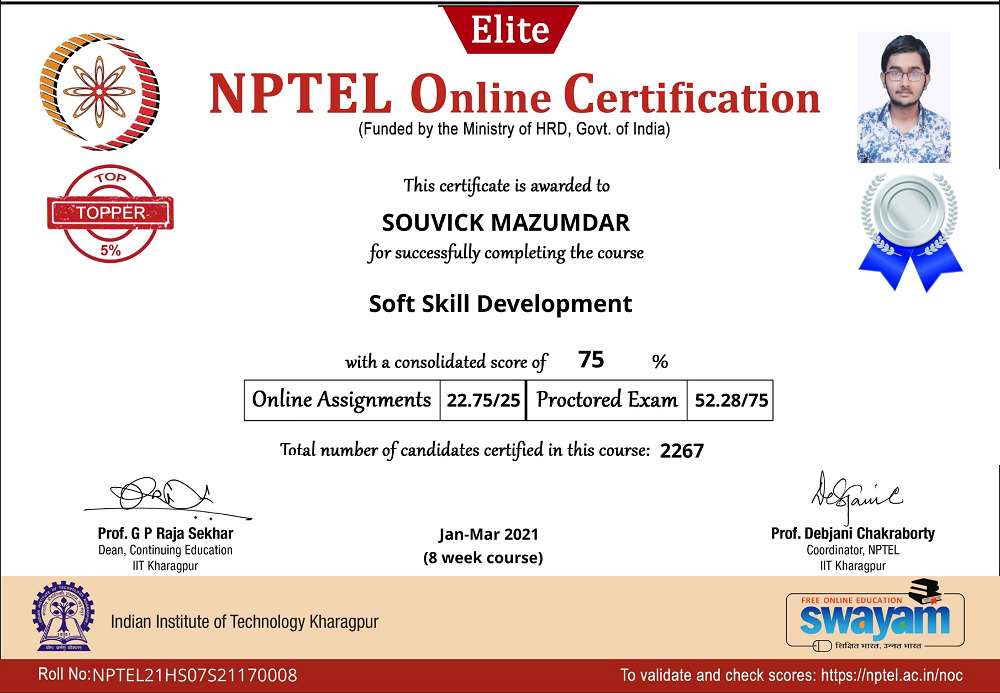 Elite
NPTEL Online Certification
(Funded by the Ministry of HRD, Govt. of India)
TOP
TOPPER
5%
This certificate is awarded to
SOUVICK MAZUMDAR
for successfully completing the course
Soft Skill Development
with a consolidated score of 75 %
Online Assignments 22.75/25 Proctored Exam 52.28/75
Total number of candidates certified in this course: 2267
Prof. G P Raja Sekhar
Dean, Continuing Education
IIT Kharagpur
Jan-Mar 2021
(8 week course)
Prof. Debjani Chakraborty
Coordinator, NPTEL
IIT Kharagpur
Indian Institute of Technology Kharagpur
FREE ONLINE EDUCATION
swayam
शिक्षित भारत, उन्नत भारत
Roll No: NPTEL21HS07S21170008
To validate and check scores: https://nptel.ac.in/noc